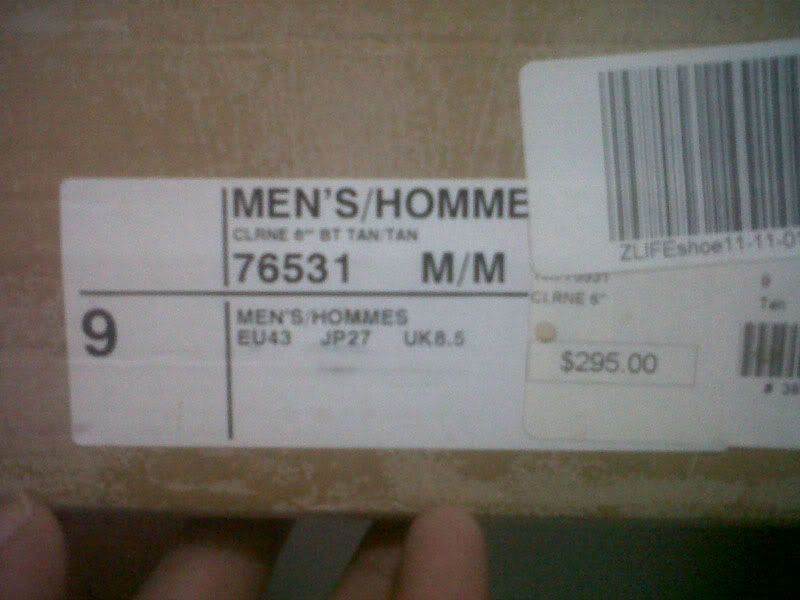 MEN'S/HOMME
CLRNE 6" BT TAN/TAN
76531 M/M
9
MEN'S/HOMMES
EU43 JP27 UK8.5
ZLIFEshoe11-11-0
CLRNE 6"
9
Tan
$295.00
# 38